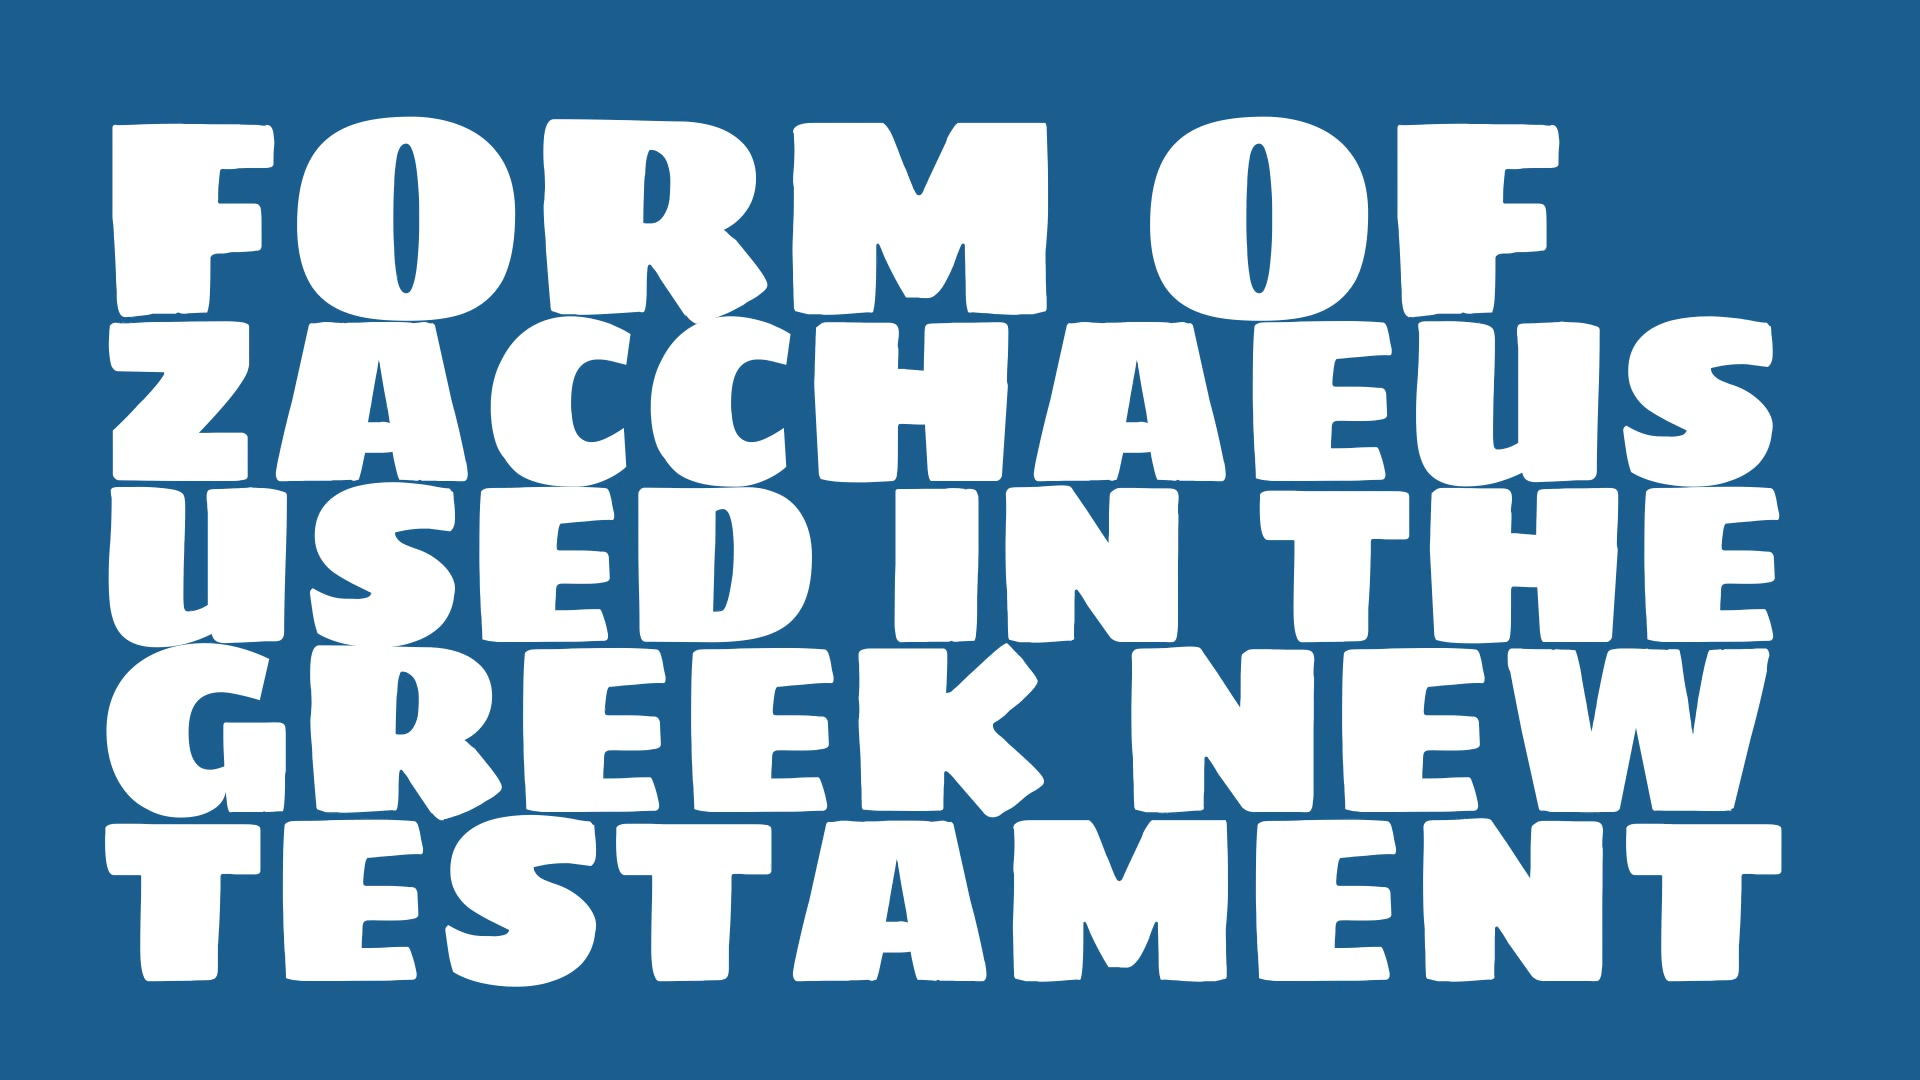 FORM OF
ZACCHAEUS
USED IN THE
GREEK NEW
TESTAMENT